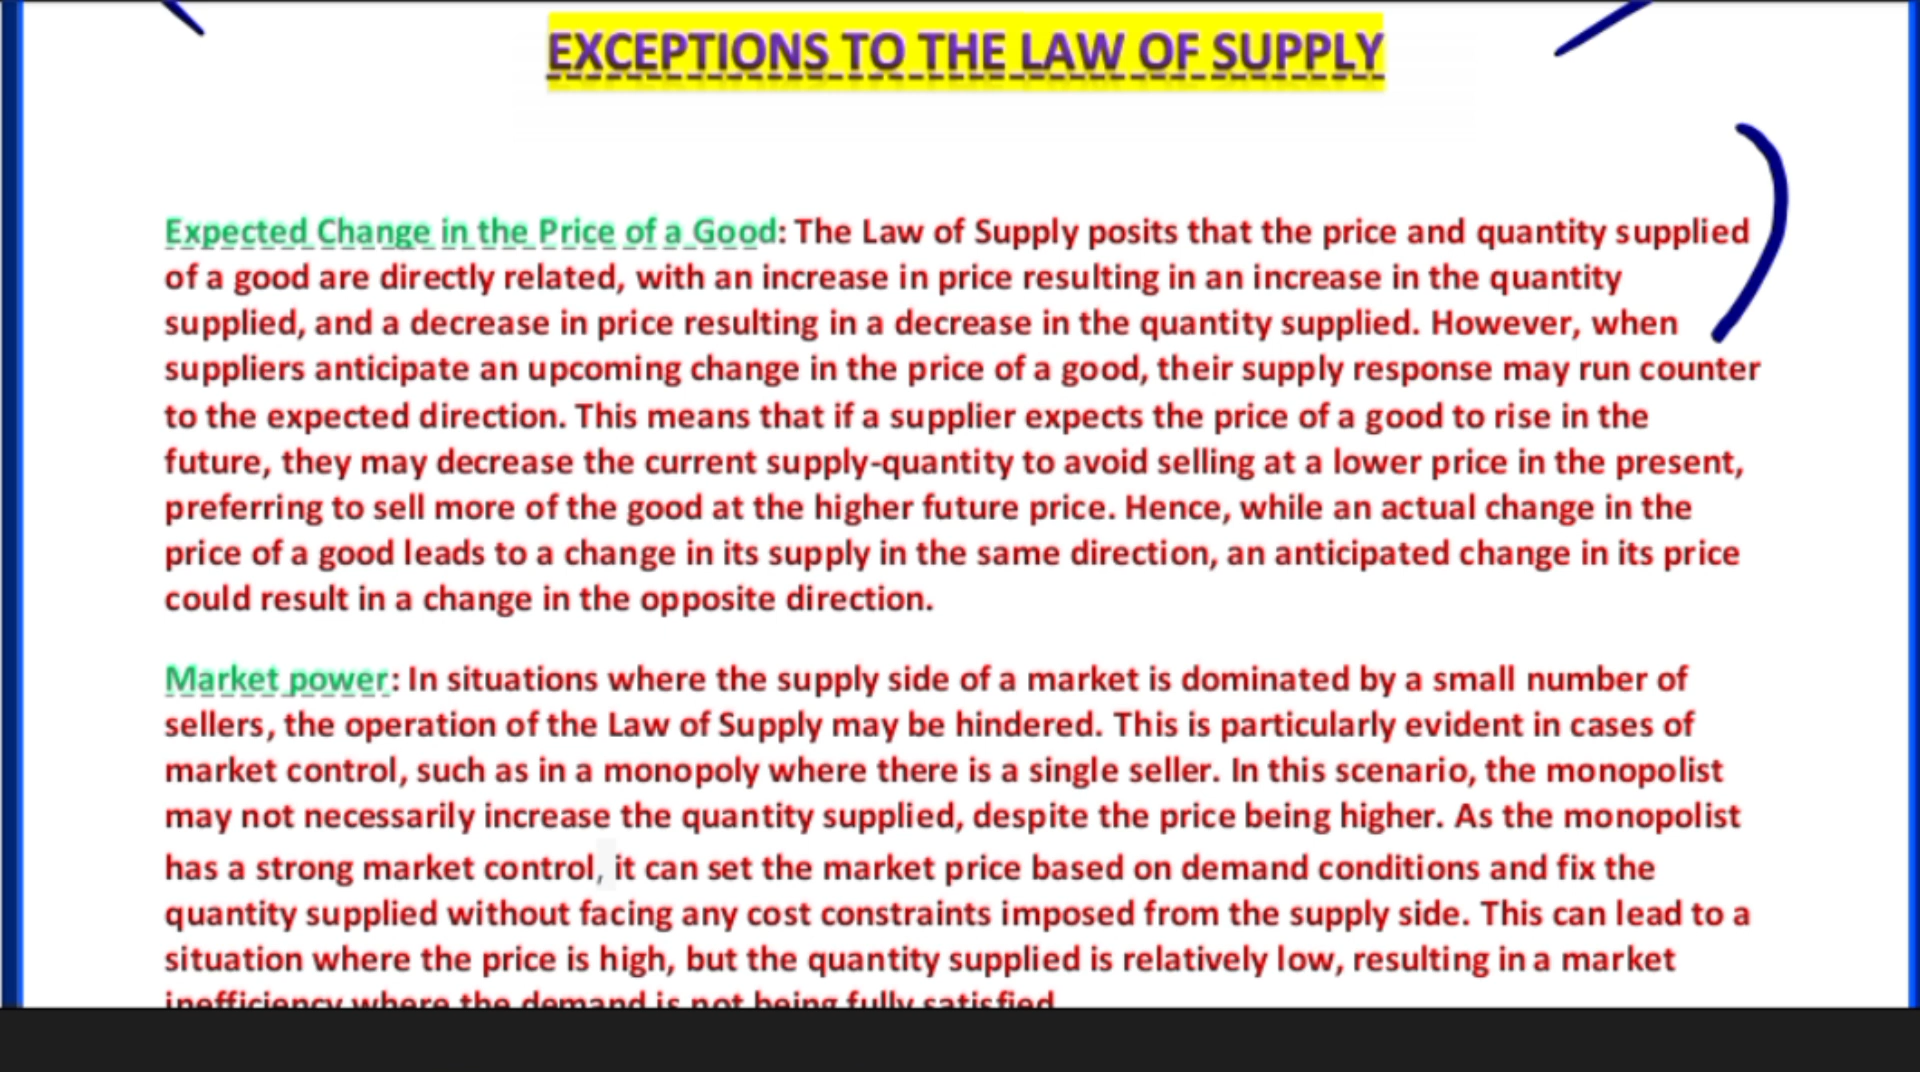 EXCEPTIONS TO THE LAW OF SUPPLY
Expected Change in the Price of a Good: The Law of Supply posits that the price and quantity supplied
of a good are directly related, with an increase in price resulting in an increase in the quantity
supplied, and a decrease in price resulting in a decrease in the quantity supplied. However, when
suppliers anticipate an upcoming change in the price of a good, their supply response may run counter
to the expected direction. This means that if a supplier expects the price of a good to rise in the
future, they may decrease the current supply-quantity to avoid selling at a lower price in the present,
preferring to sell more of the good at the higher future price. Hence, while an actual change in the
price of a good leads to a change in its supply in the same direction, an anticipated change in its price
could result in a change in the opposite direction.
Market power: In situations where the supply side of a market is dominated by a small number of
sellers, the operation of the Law of Supply may be hindered. This is particularly evident in cases of
market control, such as in a monopoly where there is a single seller. In this scenario, the monopolist
may not necessarily increase the quantity supplied, despite the price being higher. As the monopolist
has a strong market control, it can set the market price based on demand conditions and fix the
quantity supplied without facing any cost constraints imposed from the supply side. This can lead to a
situation where the price is high, but the quantity supplied is relatively low, resulting in a market
inefficiency where the demand is not being fully satisfied.